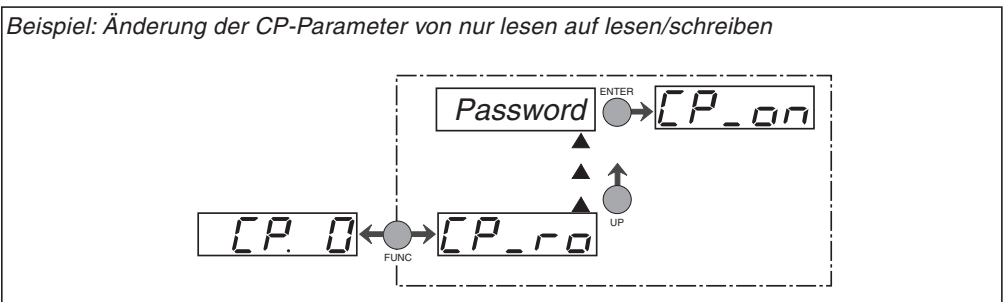 Beispiel: Änderung der CP-Parameter von nur lesen auf lesen/schreiben
ENTER
Password
CP_on
UP
CP. 0
CP_ro
FUNC